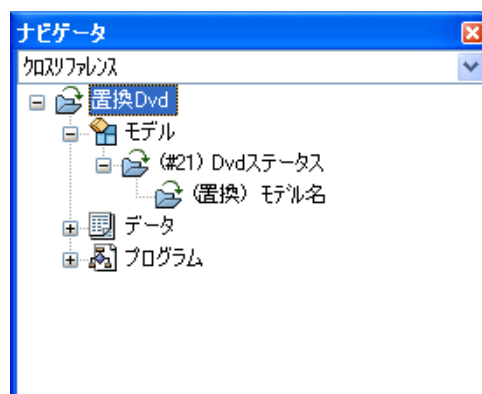 ナビゲータ
クロスリファレンス
置換Dvd
モデル
(#21) Dvdステータス
(置換) モデル名
データ
プログラム